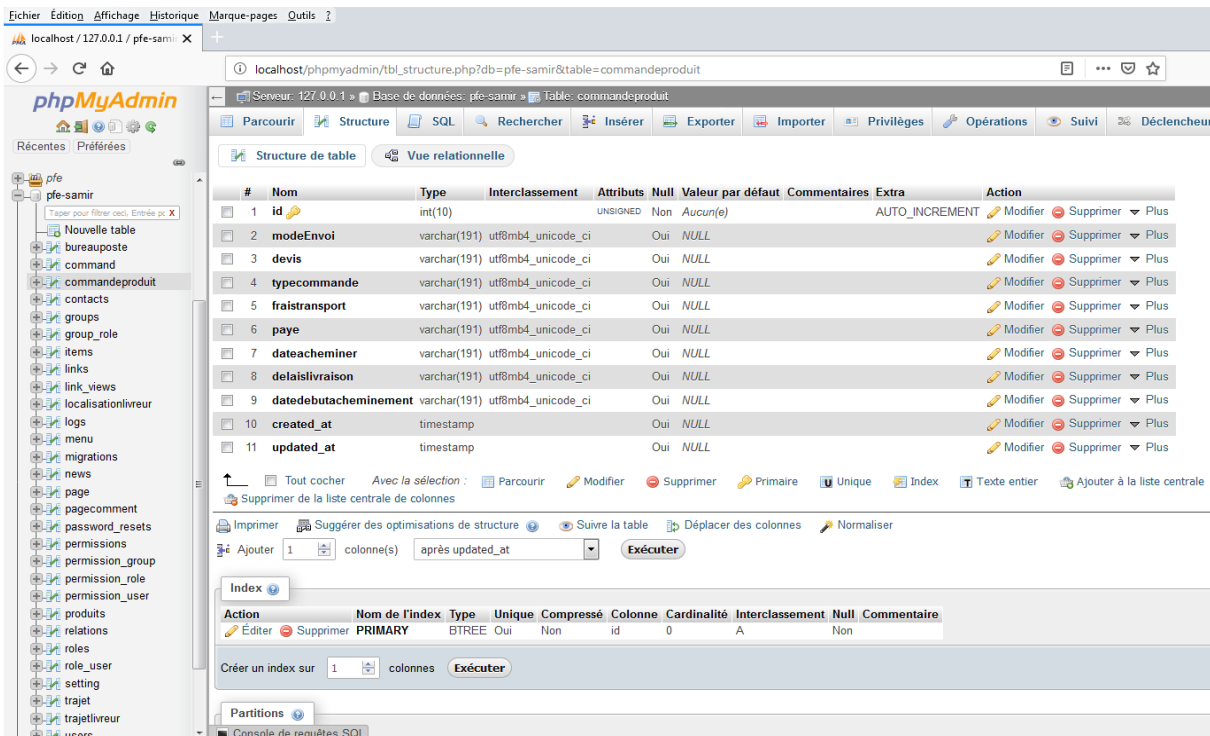 Fichier Édition Affichage Historique Marque-pages Outils ?
localhost / 127.0.0.1 / pfe-sami
localhost/phpmyadmin/tbl_structure.php?db=pfe-samir&table=commandeproduit
phpMyAdmin
Récentes Préférées
pfe
pfe-samir
Taper pour filtrer ceci, Entrée pc X
Nouvelle table
bureauposte
command
commandeproduit
contacts
groups
group_role
items
links
link_views
localisationlivreur
logs
menu
migrations
news
page
pagecomment
password_resets
permissions
permission_group
permission_role
permission_user
produits
relations
roles
role_user
setting
trajet
trajetlivreur
users
Serveur: 127.0.0.1 » Base de données: pfe-samir » Table: commandeproduit
Parcourir Structure SQL Rechercher Insérer Exporter Importer Privilèges Opérations Suivi Déclencheur
Structure de table Vue relationnelle
# Nom Type Interclassement Attributs Null Valeur par défaut Commentaires Extra Action
1 id int(10) UNSIGNED Non Aucun(e) AUTO_INCREMENT Modifier Supprimer Plus
2 modeEnvoi varchar(191) utf8mb4_unicode_ci Oui NULL Modifier Supprimer Plus
3 devis varchar(191) utf8mb4_unicode_ci Oui NULL Modifier Supprimer Plus
4 typecommande varchar(191) utf8mb4_unicode_ci Oui NULL Modifier Supprimer Plus
5 fraistransport varchar(191) utf8mb4_unicode_ci Oui NULL Modifier Supprimer Plus
6 paye varchar(191) utf8mb4_unicode_ci Oui NULL Modifier Supprimer Plus
7 dateacheminer varchar(191) utf8mb4_unicode_ci Oui NULL Modifier Supprimer Plus
8 delaislivraison varchar(191) utf8mb4_unicode_ci Oui NULL Modifier Supprimer Plus
9 datedebutacheminement varchar(191) utf8mb4_unicode_ci Oui NULL Modifier Supprimer Plus
10 created_at timestamp Oui NULL Modifier Supprimer Plus
11 updated_at timestamp Oui NULL Modifier Supprimer Plus
Tout cocher Avec la sélection : Parcourir Modifier Supprimer Primaire Unique Index Texte entier Ajouter à la liste centrale
Supprimer de la liste centrale de colonnes
Imprimer Suggérer des optimisations de structure Suivre la table Déplacer des colonnes Normaliser
Ajouter 1 colonne(s) après updated_at Exécuter
Index
Action Nom de l'index Type Unique Compressé Colonne Cardinalité Interclassement Null Commentaire
Éditer Supprimer PRIMARY BTREE Oui Non id 0 A Non
Créer un index sur 1 colonnes Exécuter
Partitions
Console de requêtes SQL